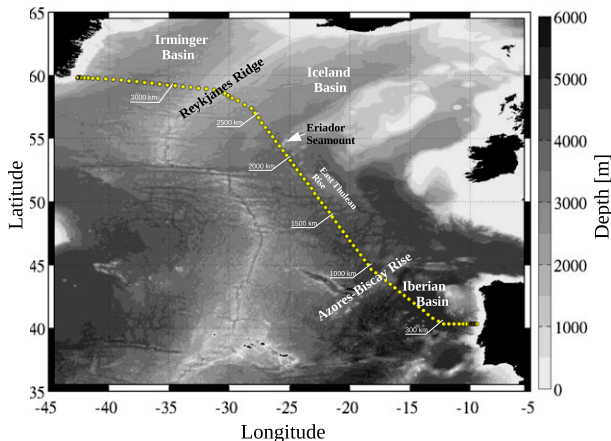 65
60
55
50
45
40
35
Latitude
-45
-40
-35
-30
-25
-20
-15
-10
-5
Longitude
Irminger
Basin
Reykjanes Ridge
Iceland
Basin
Eriador
Seamount
East Thulean
Rise
Azores-Biscay Rise
Iberian
Basin
3000 km
2500 km
2000 km
1500 km
1000 km
300 km
6000
5000
4000
3000
2000
1000
0
Depth [m]